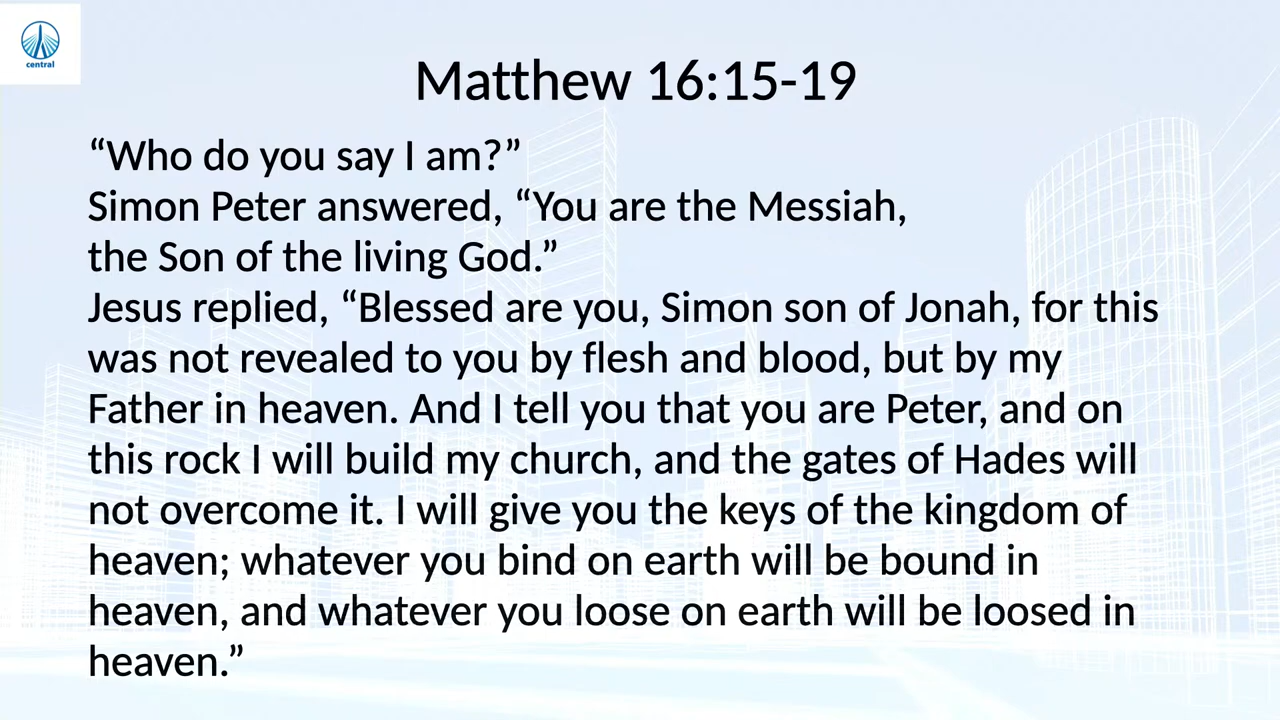 central
Matthew 16:15-19
“Who do you say I am?”
Simon Peter answered, “You are the Messiah,
the Son of the living God.”
Jesus replied, “Blessed are you, Simon son of Jonah, for this
was not revealed to you by flesh and blood, but by my
Father in heaven. And I tell you that you are Peter, and on
this rock I will build my church, and the gates of Hades will
not overcome it. I will give you the keys of the kingdom of
heaven; whatever you bind on earth will be bound in
heaven, and whatever you loose on earth will be loosed in
heaven.”